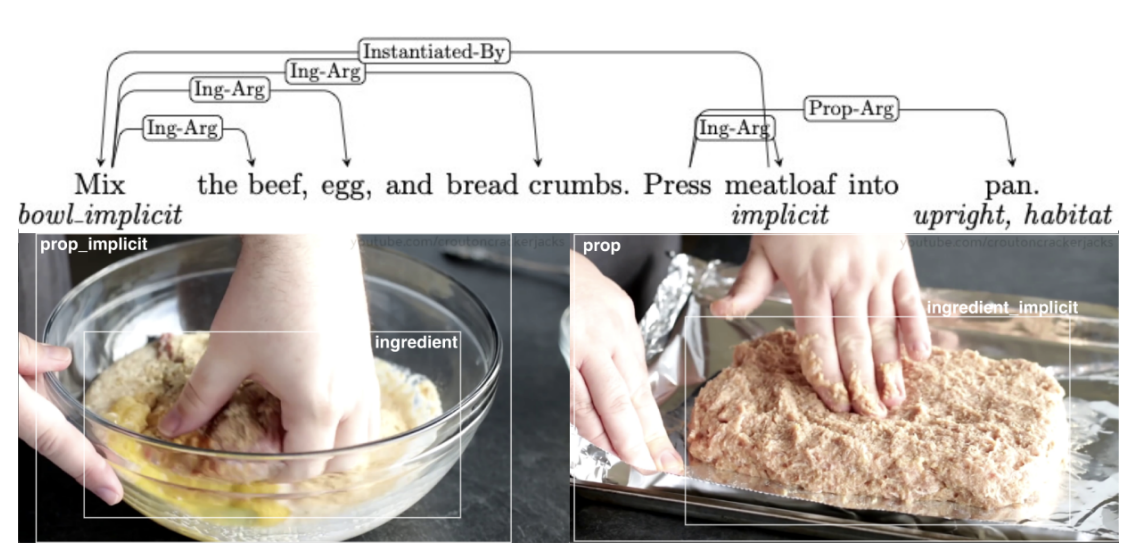 Instantiated-By
Ing-Arg
Ing-Arg
Prop-Arg
Ing-Arg
Ing-Arg
Mix the beef, egg, and bread crumbs. Press meatloaf into pan.
bowl_implicit implicit upright, habitat
prop_implicit youtube.com/croutoncrackerjacks prop youtube.com/croutoncrackerjacks
ingredient_implicit
ingredient